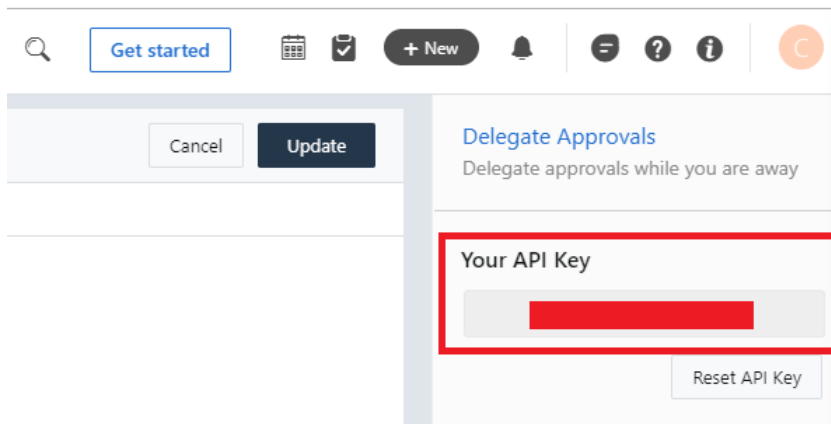 Get started
+ New
C
Cancel
Update
Delegate Approvals
Delegate approvals while you are away
Your API Key
Reset API Key